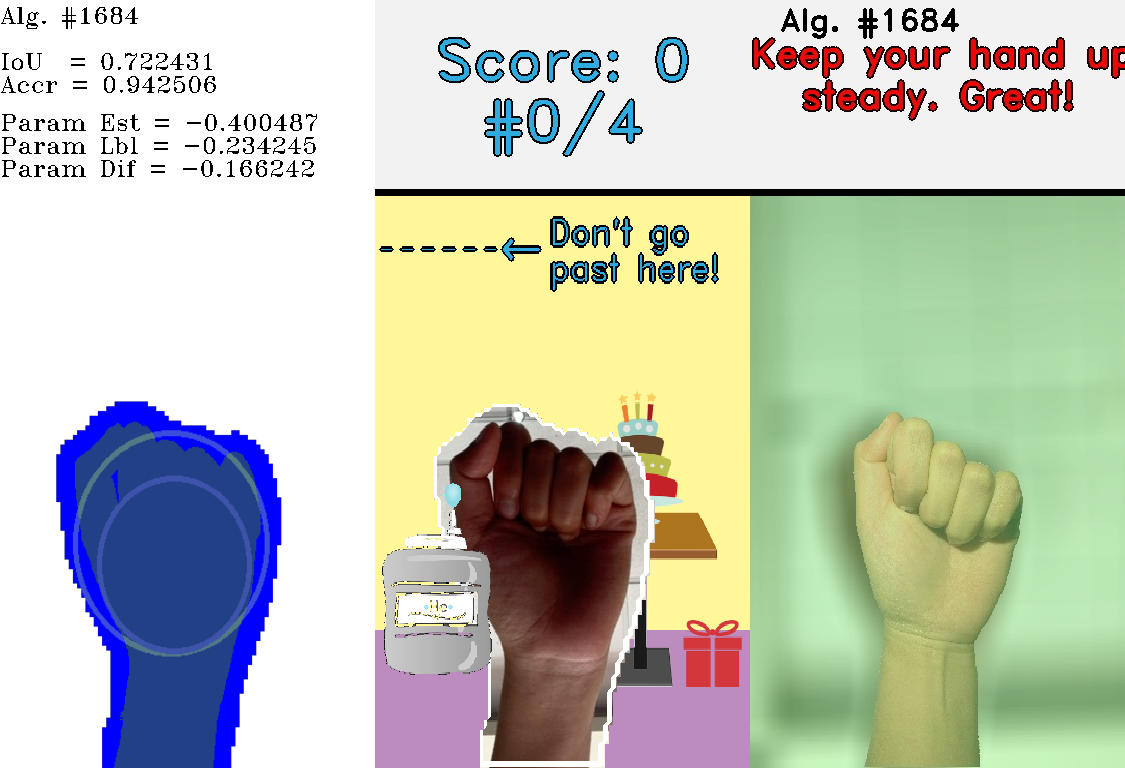 Alg. #1684
IoU = 0.722431
Accr = 0.942506
Param Est = −0.400487
Param Lbl = −0.234245
Param Dif = −0.166242
Score: 0
#0/4
Alg. #1684
Keep your hand up
steady. Great!
Don't go
past here!